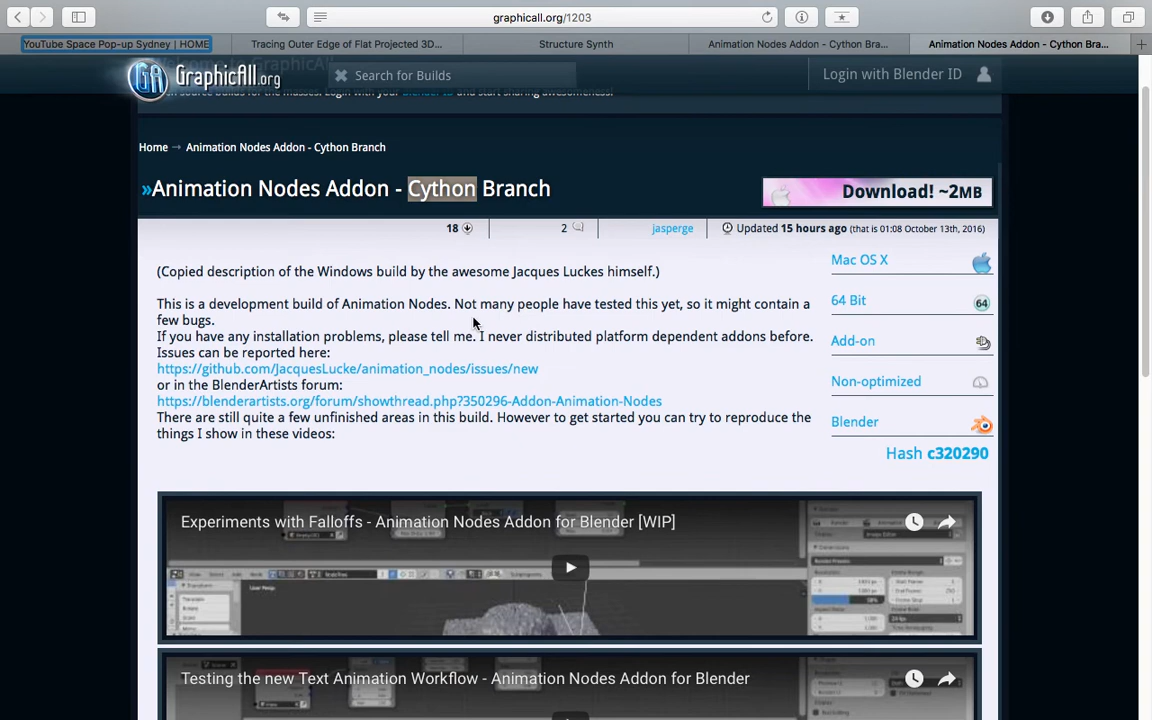 graphicall.org/1203
YouTube Space Pop-up Sydney | HOME
Tracing Outer Edge of Flat Projected 3D...
Structure Synth
Animation Nodes Addon - Cython Bra...
Animation Nodes Addon - Cython Bra...
GRAPHICALL.ORG
Search for Builds
Login with Blender ID
Home → Animation Nodes Addon - Cython Branch
»Animation Nodes Addon - Cython Branch
Download! ~2MB
18
2
jasperge
Updated 15 hours ago (that is 01:08 October 13th, 2016)
(Copied description of the Windows build by the awesome Jacques Luckes himself.)
This is a development build of Animation Nodes. Not many people have tested this yet, so it might contain a
few bugs.
If you have any installation problems, please tell me. I never distributed platform dependent addons before.
Issues can be reported here:
https://github.com/JacquesLucke/animation_nodes/issues/new
or in the BlenderArtists forum:
https://blenderartists.org/forum/showthread.php?350296-Addon-Animation-Nodes
There are still quite a few unfinished areas in this build. However to get started you can try to reproduce the
things I show in these videos:
Mac OS X
64 Bit
64
Add-on
Non-optimized
Blender
Hash c320290
Experiments with Falloffs - Animation Nodes Addon for Blender [WIP]
Testing the new Text Animation Workflow - Animation Nodes Addon for Blender